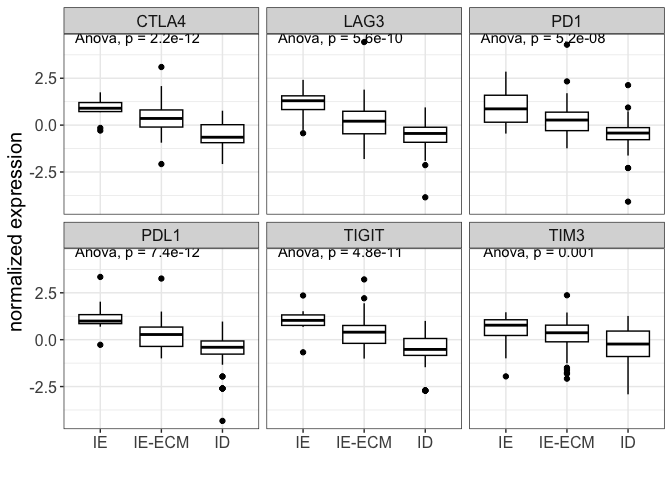 CTLA4 LAG3 PD1
Anova, p = 2.2e-12 Anova, p = 5.6e-10 Anova, p = 5.2e-08
2.5
0.0
-2.5
normalized expression
PDL1 TIGIT TIM3
Anova, p = 7.4e-12 Anova, p = 4.8e-11 Anova, p = 0.001
2.5
0.0
-2.5
IE IE-ECM ID IE IE-ECM ID IE IE-ECM ID